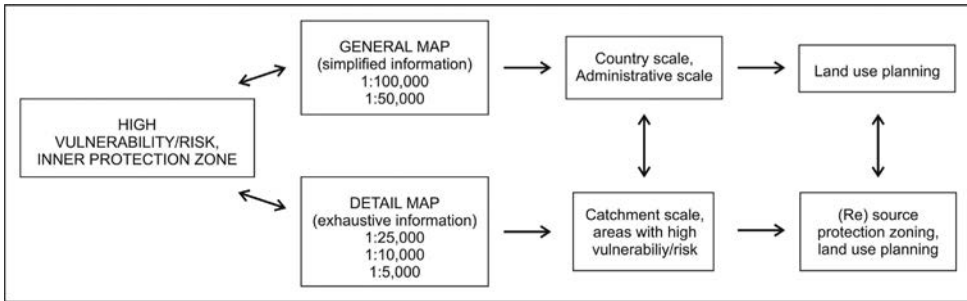 HIGH
VULNERABILITY/RISK,
INNER PROTECTION ZONE
GENERAL MAP
(simplified information)
1:100,000
1:50,000
Country scale,
Administrative scale
Land use planning
DETAIL MAP
(exhaustive information)
1:25,000
1:10,000
1:5,000
Catchment scale,
areas with high
vulnerabiliy/risk
(Re) source
protection zoning,
land use planning